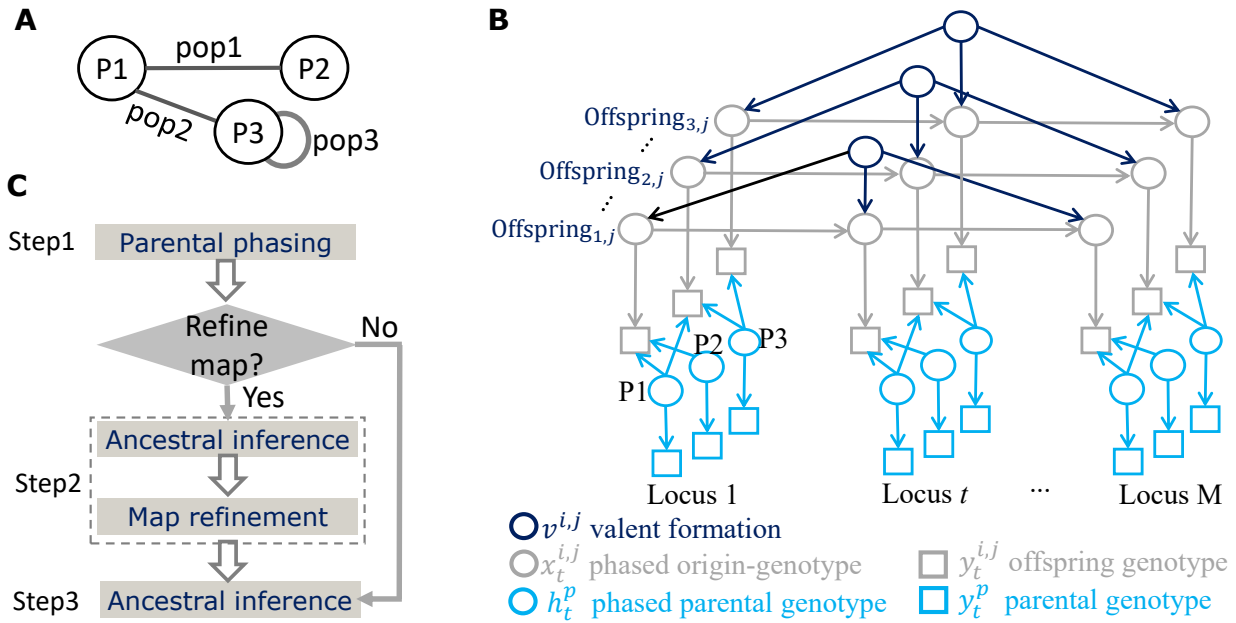 A
pop1
P1
P2
pop2
P3
pop3
C
Step1
Parental phasing
Refine map?
No
Yes
Ancestral inference
Step2
Map refinement
Step3
Ancestral inference
B
Offspring₃,ⱼ
...
Offspring₂,ⱼ
...
Offspring₁,ⱼ
P2
P3
P1
Locus 1
Locus t
...
Locus M
v^{i,j} valent formation
x_t^{i,j} phased origin-genotype
y_t^{i,j} offspring genotype
h_t^p phased parental genotype
y_t^p parental genotype